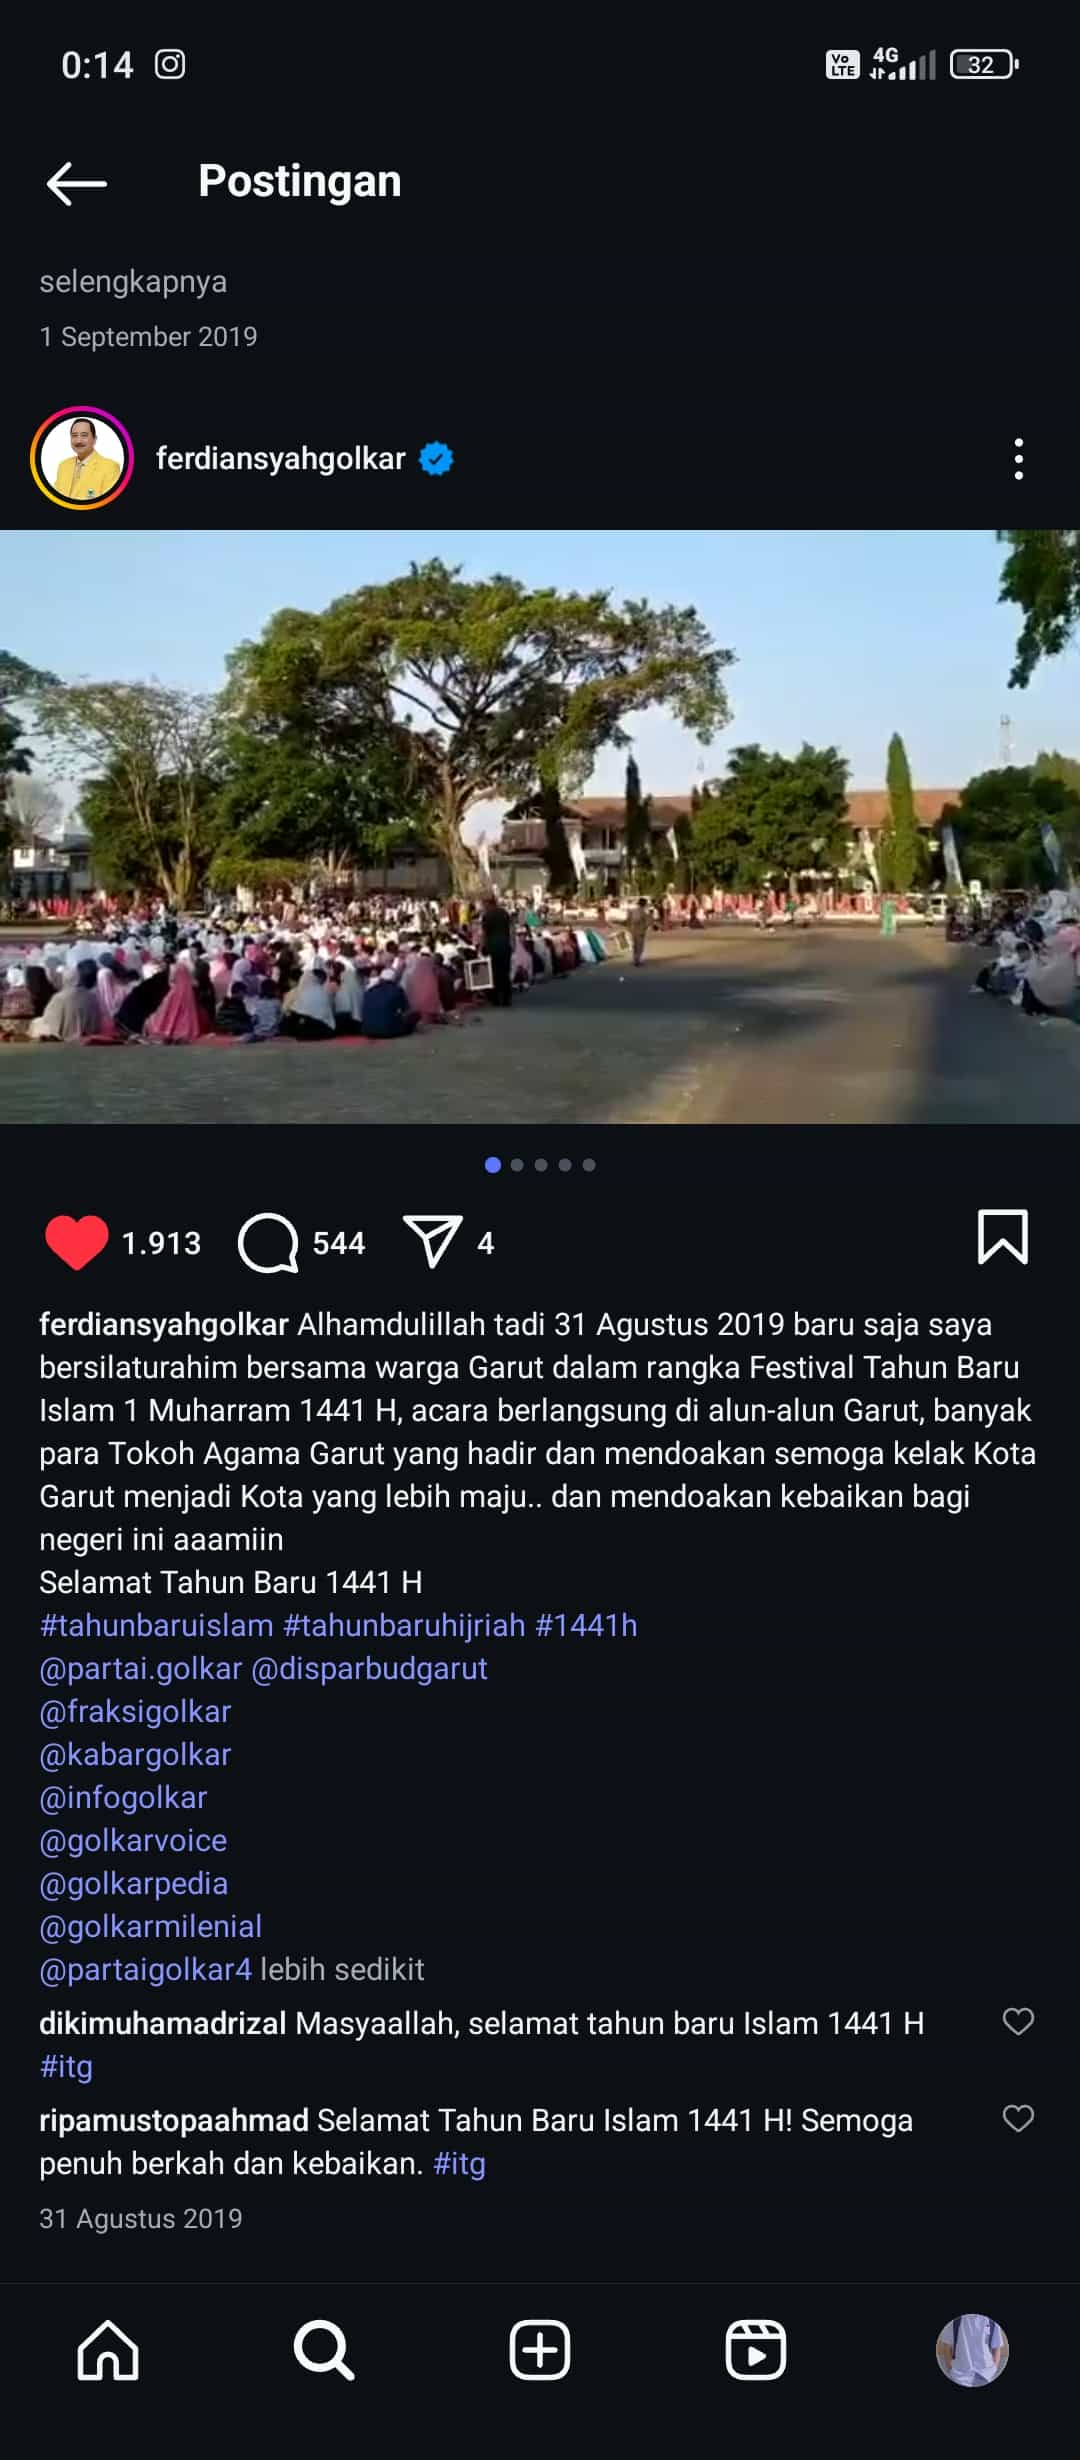 0:14
Vo LTE 4G 32
Postingan
selengkapnya
1 September 2019
ferdiansyahgolkar
1.913 544 4
ferdiansyahgolkar Alhamdulillah tadi 31 Agustus 2019 baru saja saya
bersilaturahim bersama warga Garut dalam rangka Festival Tahun Baru
Islam 1 Muharram 1441 H, acara berlangsung di alun-alun Garut, banyak
para Tokoh Agama Garut yang hadir dan mendoakan semoga kelak Kota
Garut menjadi Kota yang lebih maju.. dan mendoakan kebaikan bagi
negeri ini aaamiin
Selamat Tahun Baru 1441 H
#tahunbaruislam #tahunbaruhijriah #1441h
@partai.golkar @disparbudgarut
@fraksigolkar
@kabargolkar
@infogolkar
@golkarvoice
@golkarpedia
@golkarmilenial
@partaigolkar4 lebih sedikit
dikimuhamadrizal Masyaallah, selamat tahun baru Islam 1441 H
#itg
ripamustopaahmad Selamat Tahun Baru Islam 1441 H! Semoga
penuh berkah dan kebaikan. #itg
31 Agustus 2019